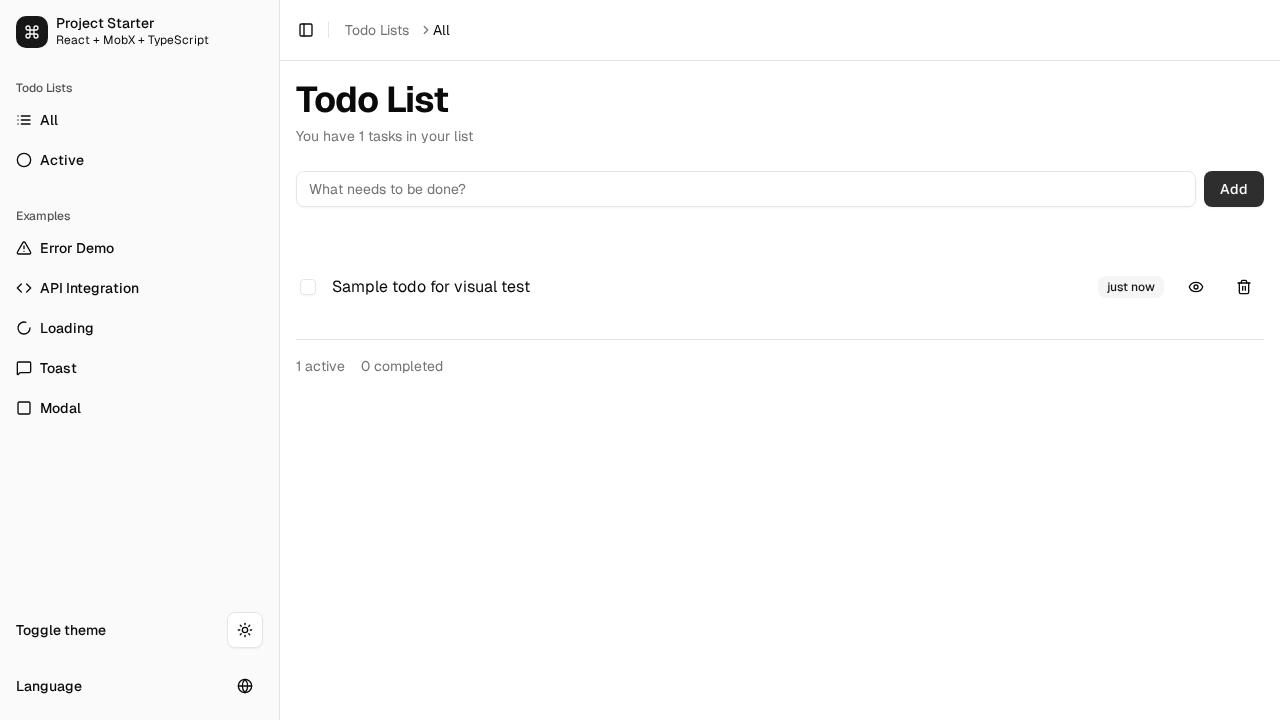 Project Starter
React + MobX + TypeScript
Todo Lists
All
Active
Examples
Error Demo
API Integration
Loading
Toast
Modal
Toggle theme
Language
Todo Lists
All
Todo List
You have 1 tasks in your list
What needs to be done?
Add
Sample todo for visual test
just now
1 active
0 completed